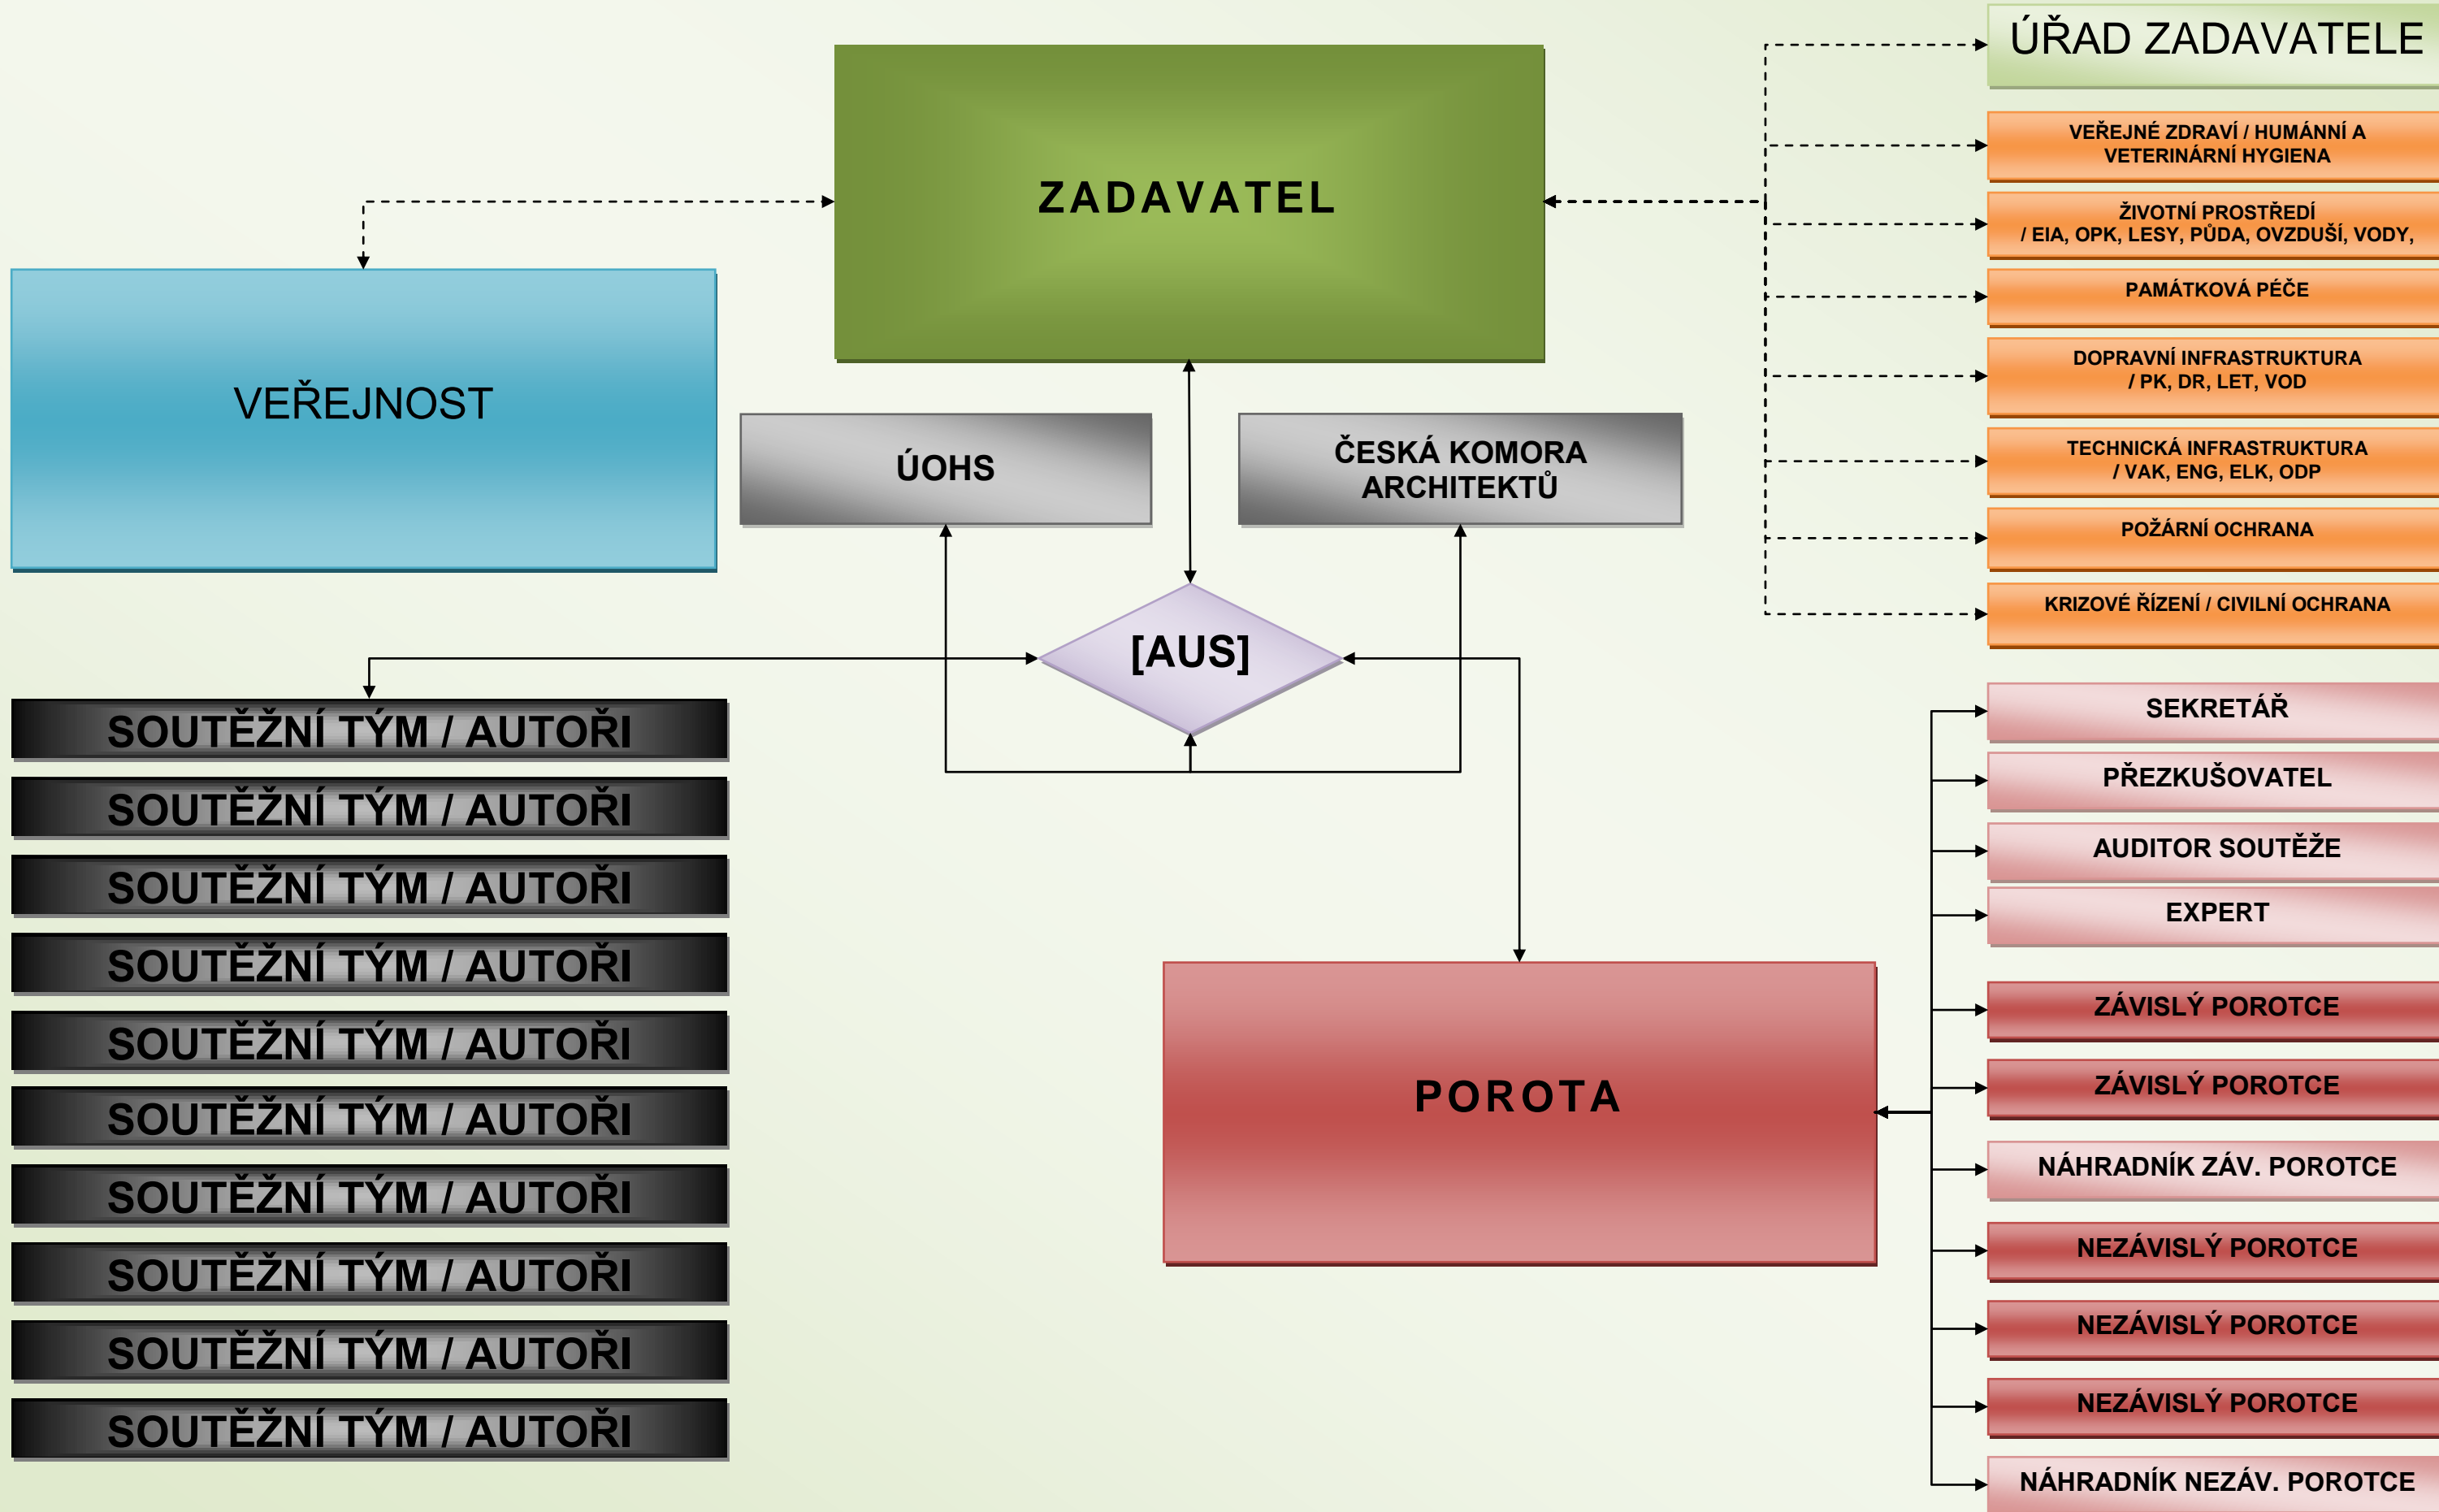 ZADAVATEL
VEŘEJNOST
ÚOHS
ČESKÁ KOMORA
ARCHITEKTŮ
[AUS]
SOUTĚŽNÍ TÝM / AUTOŘI
SOUTĚŽNÍ TÝM / AUTOŘI
SOUTĚŽNÍ TÝM / AUTOŘI
SOUTĚŽNÍ TÝM / AUTOŘI
SOUTĚŽNÍ TÝM / AUTOŘI
SOUTĚŽNÍ TÝM / AUTOŘI
SOUTĚŽNÍ TÝM / AUTOŘI
SOUTĚŽNÍ TÝM / AUTOŘI
SOUTĚŽNÍ TÝM / AUTOŘI
SOUTĚŽNÍ TÝM / AUTOŘI
POROTA
ÚŘAD ZADAVATELE
VEŘEJNÉ ZDRAVÍ / HUMÁNNÍ A
VETERINÁRNÍ HYGIENA
ŽIVOTNÍ PROSTŘEDÍ
/ EIA, OPK, LESY, PŮDA, OVZDUŠÍ, VODY,
PAMÁTKOVÁ PÉČE
DOPRAVNÍ INFRASTRUKTURA
/ PK, DR, LET, VOD
TECHNICKÁ INFRASTRUKTURA
/ VAK, ENG, ELK, ODP
POŽÁRNÍ OCHRANA
KRIZOVÉ ŘÍZENÍ / CIVILNÍ OCHRANA
SEKRETÁŘ
PŘEZKUŠOVATEL
AUDITOR SOUTĚŽE
EXPERT
ZÁVISLÝ POROTCE
ZÁVISLÝ POROTCE
NÁHRADNÍK ZÁV. POROTCE
NEZÁVISLÝ POROTCE
NEZÁVISLÝ POROTCE
NEZÁVISLÝ POROTCE
NÁHRADNÍK NEZÁV. POROTCE